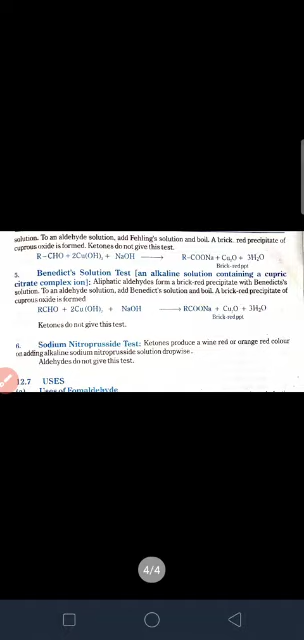 solution. To an aldehyde solution, add Fehling's solution and boil. A brick. red precipitate of
cuprous oxide is formed. Ketones do not give this test.
R−CHO + 2Cu(OH)₂ + NaOH ⟶ R-COONa + Cu₂O + 3H₂O
Brick-red ppt
5. Benedict's Solution Test [an alkaline solution containing a cupric
citrate complex ion]: Aliphatic aldehydes form a brick-red precipitate with Benedict's
solution. To an aldehyde solution, add Benedict's solution and boil. A brick-red precipitate of
cuprous oxide is formed
RCHO + 2Cu(OH)₂ + NaOH ⟶ RCOONa + Cu₂O + 3H₂O
Brick-red ppt
Ketones do not give this test.
6. Sodium Nitroprusside Test: Ketones produce a wine red or orange red colour
on adding alkaline sodium nitroprusside solution dropwise.
Aldehydes do not give this test.
12.7 USES
Uses of Fomaldehyde
4/4